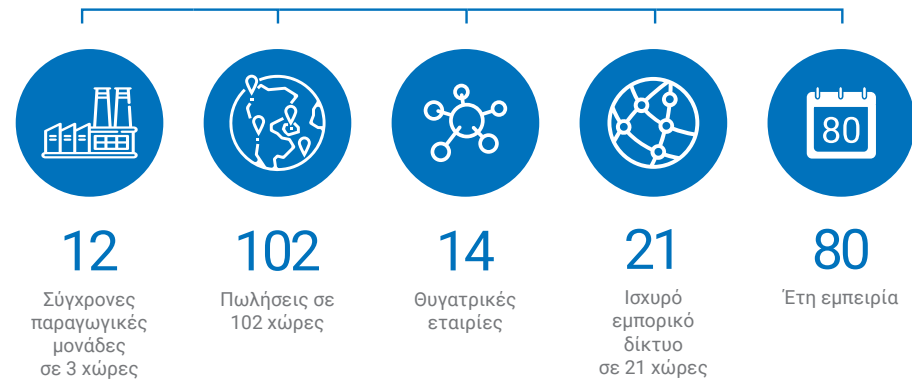 80
12
Σύγχρονες
παραγωγικές
μονάδες
σε 3 χώρες
102
Πωλήσεις σε
102 χώρες
14
Θυγατρικές
εταιρίες
21
Ισχυρό
εμπορικό
δίκτυο
σε 21 χώρες
80
Έτη εμπειρία